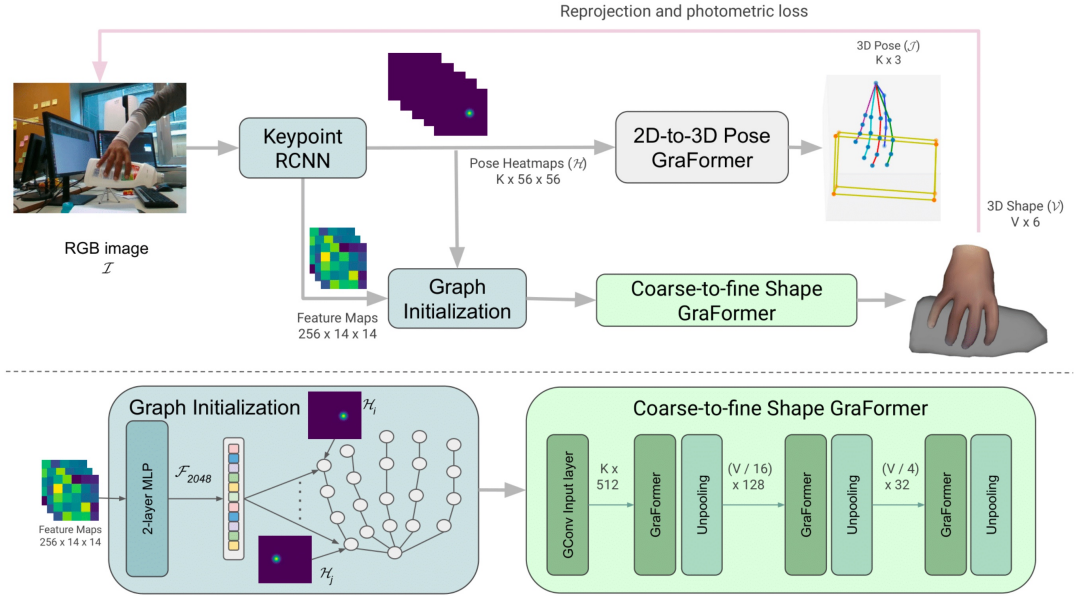 Reprojection and photometric loss
3D Pose (𝒥)
K x 3
Keypoint
RCNN
2D-to-3D Pose
GraFormer
Pose Heatmaps (ℋ)
K x 56 x 56
3D Shape (𝒱)
V x 6
RGB image
ℐ
Graph
Initialization
Coarse-to-fine Shape
GraFormer
Feature Maps
256 x 14 x 14
Graph Initialization
ℋi
2-layer MLP
ℱ2048
Feature Maps
256 x 14 x 14
ℋj
Coarse-to-fine Shape GraFormer
GConv Input layer
K x
512
GraFormer
Unpooling
(V / 16)
x 128
GraFormer
Unpooling
(V / 4)
x 32
GraFormer
Unpooling